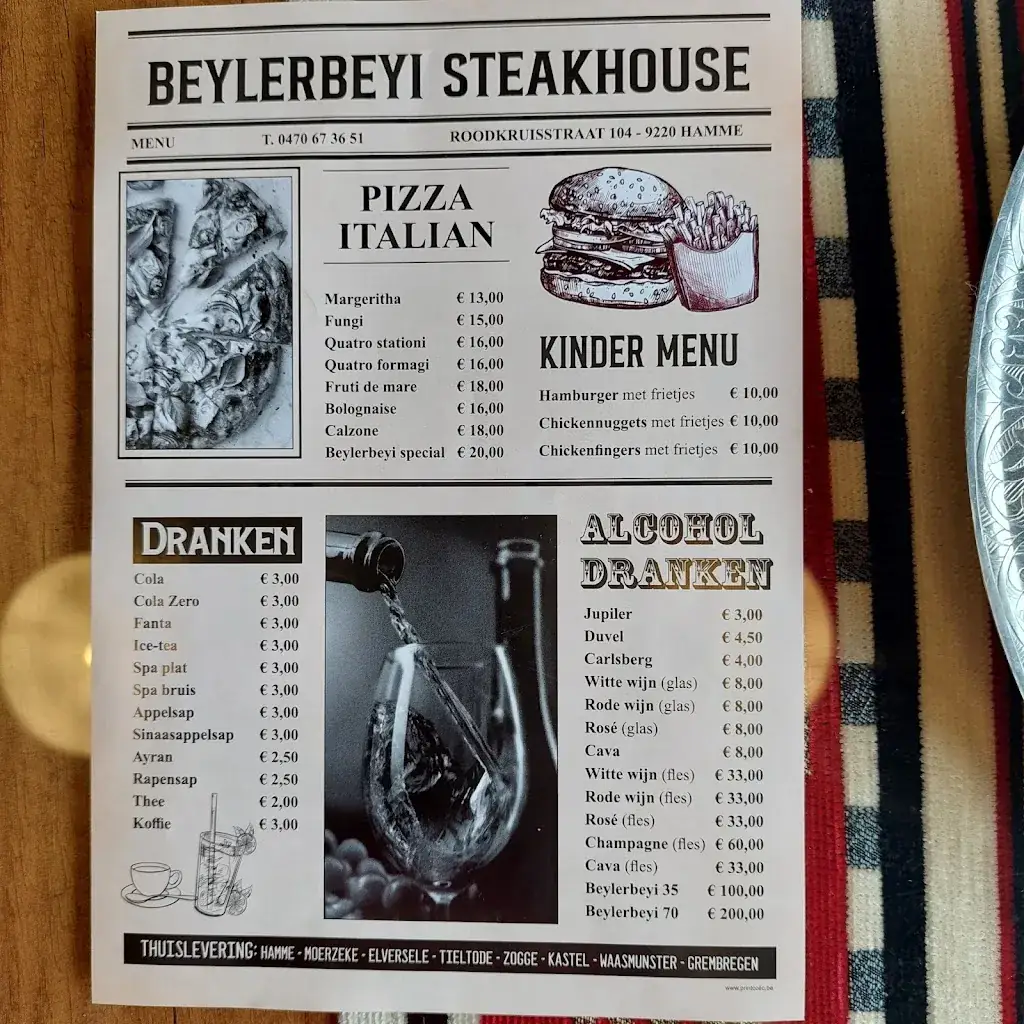 BEYLERBEYI STEAKHOUSE
MENU T. 0470 67 36 51 ROODKRUISSTRAAT 104 - 9220 HAMME
PIZZA
ITALIAN
Margeritha € 13,00
Fungi € 15,00
Quatro stationi € 16,00
Quatro formagi € 16,00
Fruti de mare € 18,00
Bolognaise € 16,00
Calzone € 18,00
Beylerbeyi special € 20,00
KINDER MENU
Hamburger met frietjes € 10,00
Chickennuggets met frietjes € 10,00
Chickenfingers met frietjes € 10,00
DRANKEN
Cola € 3,00
Cola Zero € 3,00
Fanta € 3,00
Ice-tea € 3,00
Spa plat € 3,00
Spa bruis € 3,00
Appelsap € 3,00
Sinaasappelsap € 3,00
Ayran € 2,50
Rapensap € 2,50
Thee € 2,00
Koffie € 3,00
ALCOHOL
DRANKEN
Jupiler € 3,00
Duvel € 4,50
Carlsberg € 4,00
Witte wijn (glas) € 8,00
Rode wijn (glas) € 8,00
Rosé (glas) € 8,00
Cava € 8,00
Witte wijn (fles) € 33,00
Rode wijn (fles) € 33,00
Rosé (fles) € 33,00
Champagne (fles) € 60,00
Cava (fles) € 33,00
Beylerbeyi 35 € 100,00
Beylerbeyi 70 € 200,00
THUISLEVERING: HAMME - MOERZEKE - ELVERSELE - TIELTODE - ZOGGE - KASTEL - WAASMUNSTER - GREMBREGEN